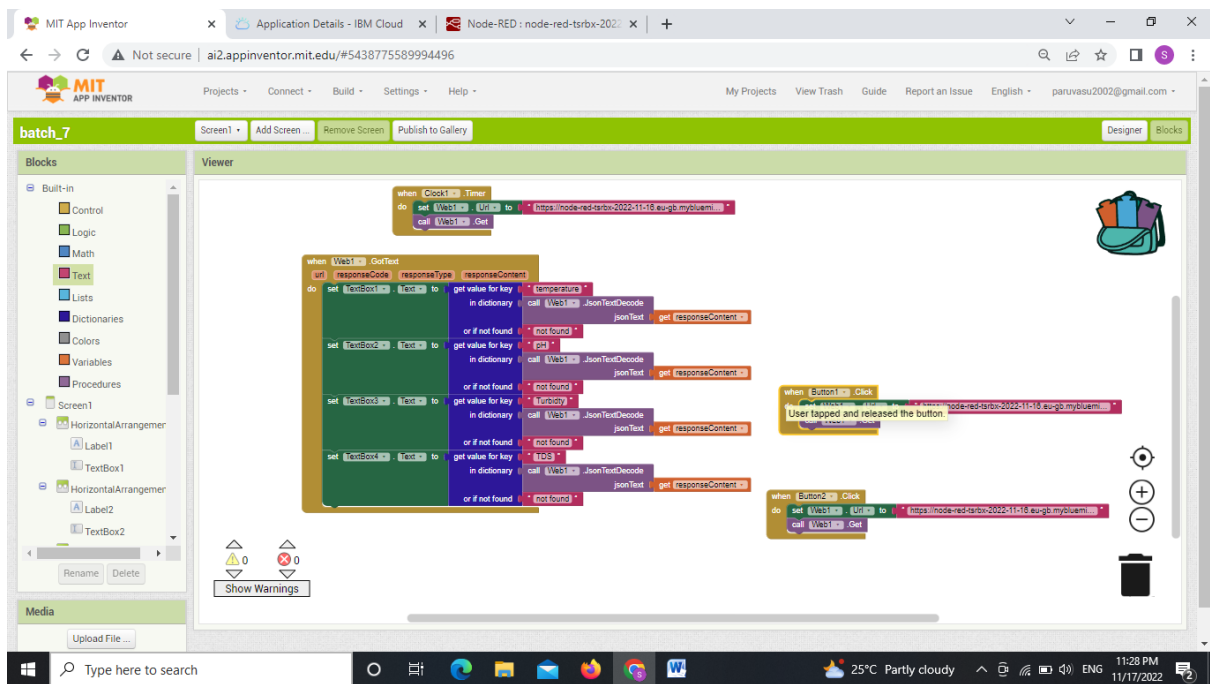 MIT App Inventor
Application Details - IBM Cloud
Node-RED : node-red-tsrbx-2022
Not secure | ai2.appinventor.mit.edu/#5438775589994496
S
MIT
APP INVENTOR
Projects
Connect
Build
Settings
Help
My Projects
View Trash
Guide
Report an Issue
English
paruvasu2002@gmail.com
batch_7
Screen1
Add Screen ...
Remove Screen
Publish to Gallery
Designer
Blocks
Blocks
Viewer
Built-in
Control
Logic
Math
Text
Lists
Dictionaries
Colors
Variables
Procedures
Screen1
HorizontalArrangemer
Label1
TextBox1
HorizontalArrangemer
Label2
TextBox2
Rename
Delete
Media
Upload File ...
when Clock1 .Timer
do set Web1 . Url to " https://node-red-tsrbx-2022-11-16.eu-gb.mybluemi... "
call Web1 .Get
when Web1 .GotText
url responseCode responseType responseContent
do set TextBox1 . Text to get value for key " temperature "
in dictionary call Web1 .JsonTextDecode
jsonText get responseContent
or if not found " not found "
set TextBox2 . Text to get value for key " pH "
in dictionary call Web1 .JsonTextDecode
jsonText get responseContent
or if not found " not found "
set TextBox3 . Text to get value for key " Turbidty "
in dictionary call Web1 .JsonTextDecode
jsonText get responseContent
or if not found " not found "
set TextBox4 . Text to get value for key " TDS "
in dictionary call Web1 .JsonTextDecode
jsonText get responseContent
or if not found " not found "
when Button1 .Click
User tapped and released the button.
when Button2 .Click
do set Web1 . Url to " https://node-red-tsrbx-2022-11-16.eu-gb.mybluemi... "
call Web1 .Get
0
0
Show Warnings
Type here to search
25°C Partly cloudy
ENG
11:28 PM
11/17/2022
2